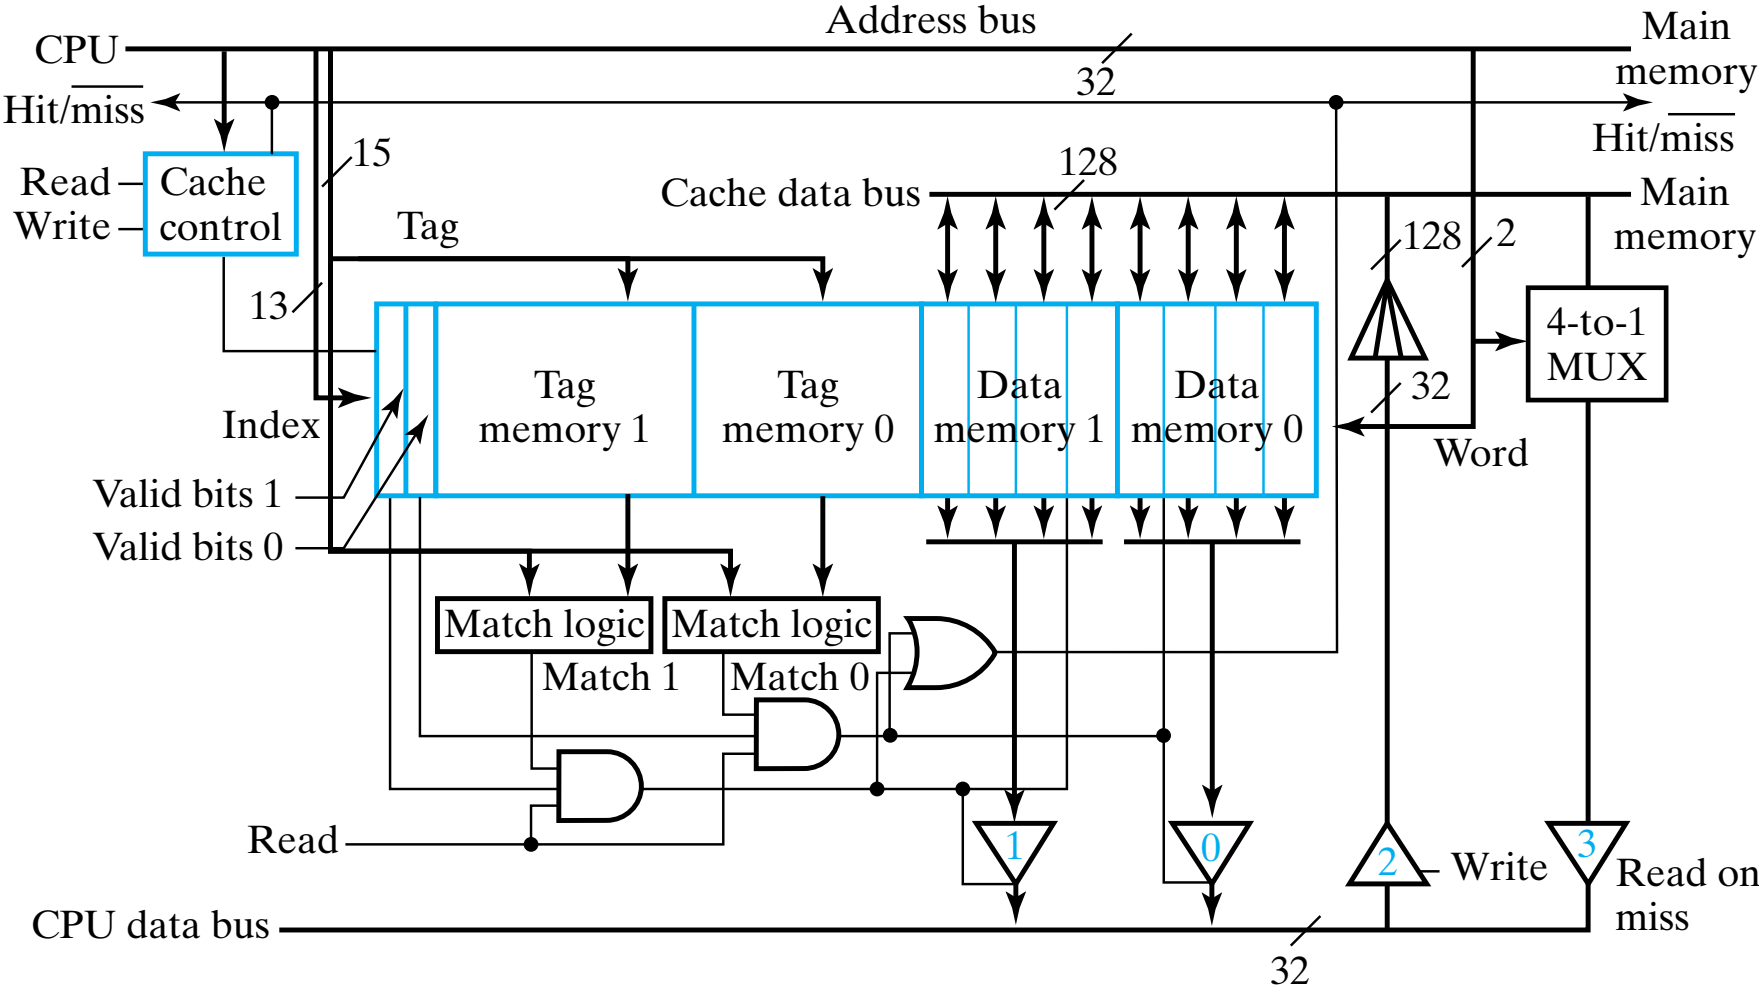 Address bus
CPU
32
Main
memory
Hit/miss
Hit/miss
15
128
Read
Write
Cache
control
Cache data bus
Main
memory
Tag
128
2
13
4-to-1
MUX
Tag
memory 1
Tag
memory 0
Data
memory 1
Data
memory 0
32
Index
Word
Valid bits 1
Valid bits 0
Match logic
Match logic
Match 1
Match 0
Read
1
0
2
Write
3
Read on
miss
CPU data bus
32